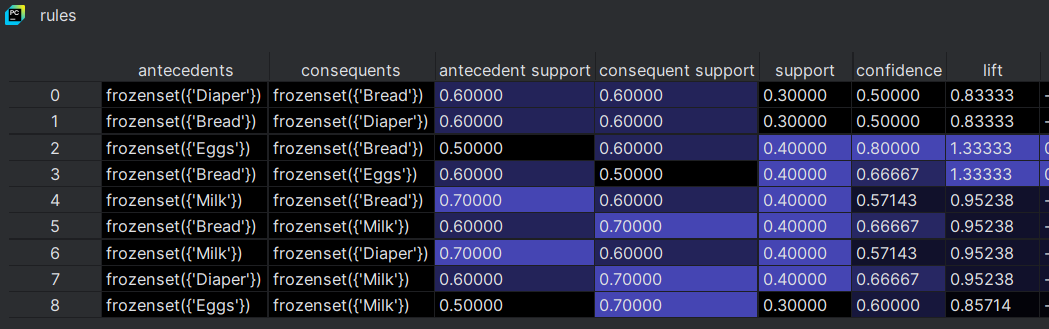 PC rules
antecedents consequents antecedent support consequent support support confidence lift
0 frozenset({'Diaper'}) frozenset({'Bread'}) 0.60000 0.60000 0.30000 0.50000 0.83333 -
1 frozenset({'Bread'}) frozenset({'Diaper'}) 0.60000 0.60000 0.30000 0.50000 0.83333 -
2 frozenset({'Eggs'}) frozenset({'Bread'}) 0.50000 0.60000 0.40000 0.80000 1.33333 0
3 frozenset({'Bread'}) frozenset({'Eggs'}) 0.60000 0.50000 0.40000 0.66667 1.33333 0
4 frozenset({'Milk'}) frozenset({'Bread'}) 0.70000 0.60000 0.40000 0.57143 0.95238 -
5 frozenset({'Bread'}) frozenset({'Milk'}) 0.60000 0.70000 0.40000 0.66667 0.95238 -
6 frozenset({'Milk'}) frozenset({'Diaper'}) 0.70000 0.60000 0.40000 0.57143 0.95238 -
7 frozenset({'Diaper'}) frozenset({'Milk'}) 0.60000 0.70000 0.40000 0.66667 0.95238 -
8 frozenset({'Eggs'}) frozenset({'Milk'}) 0.50000 0.70000 0.30000 0.60000 0.85714 -